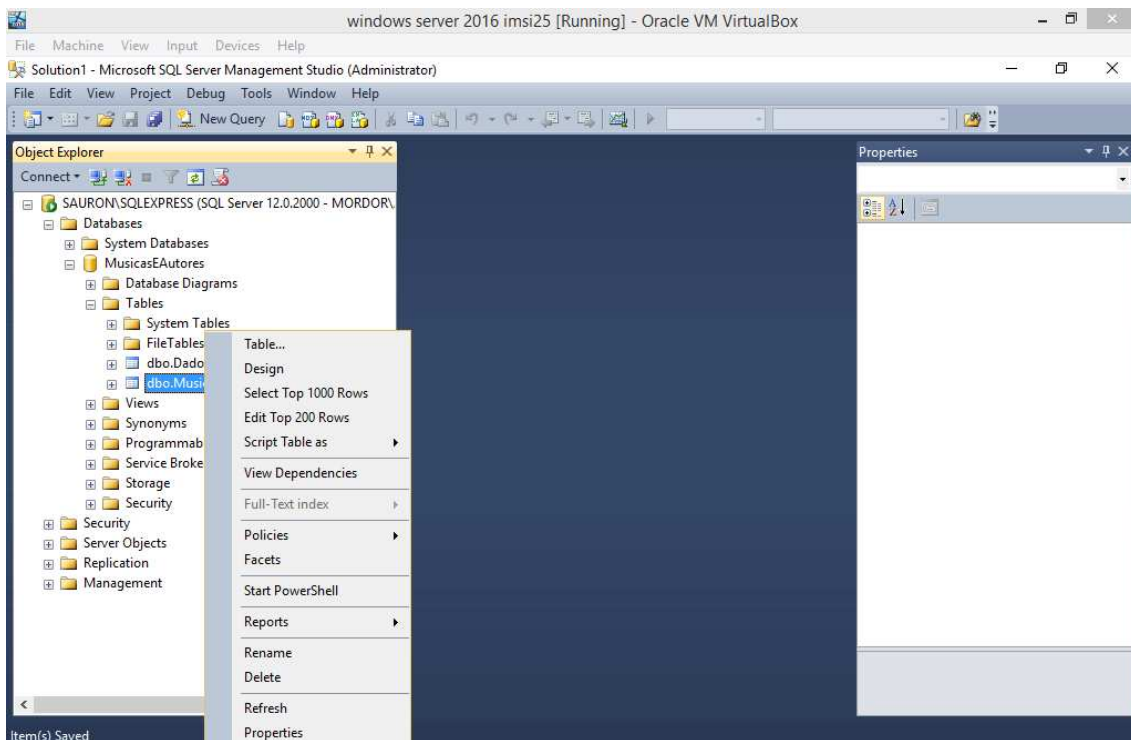 windows server 2016 imsi25 [Running] - Oracle VM VirtualBox
File Machine View Input Devices Help
Solution1 - Microsoft SQL Server Management Studio (Administrator)
File Edit View Project Debug Tools Window Help
New Query
Object Explorer
Connect
SAURON\SQLEXPRESS (SQL Server 12.0.2000 - MORDOR\
Databases
System Databases
MusicasEAutores
Database Diagrams
Tables
System Tables
FileTables
dbo.Dado
dbo.Musi
Views
Synonyms
Programmab
Service Broke
Storage
Security
Security
Server Objects
Replication
Management
Table...
Design
Select Top 1000 Rows
Edit Top 200 Rows
Script Table as
View Dependencies
Full-Text index
Policies
Facets
Start PowerShell
Reports
Rename
Delete
Refresh
Properties
Properties
Item(s) Saved